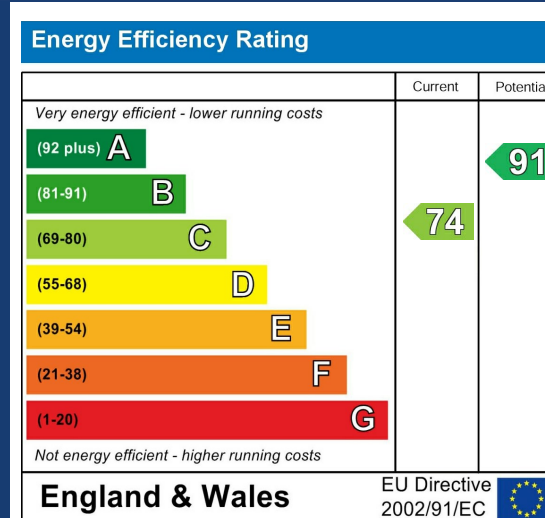 Energy Efficiency Rating
Current Potentia
Very energy efficient - lower running costs
(92 plus) A
(81-91) B
(69-80) C
(55-68) D
(39-54) E
(21-38) F
(1-20) G
74
91
Not energy efficient - higher running costs
England & Wales
EU Directive
2002/91/EC